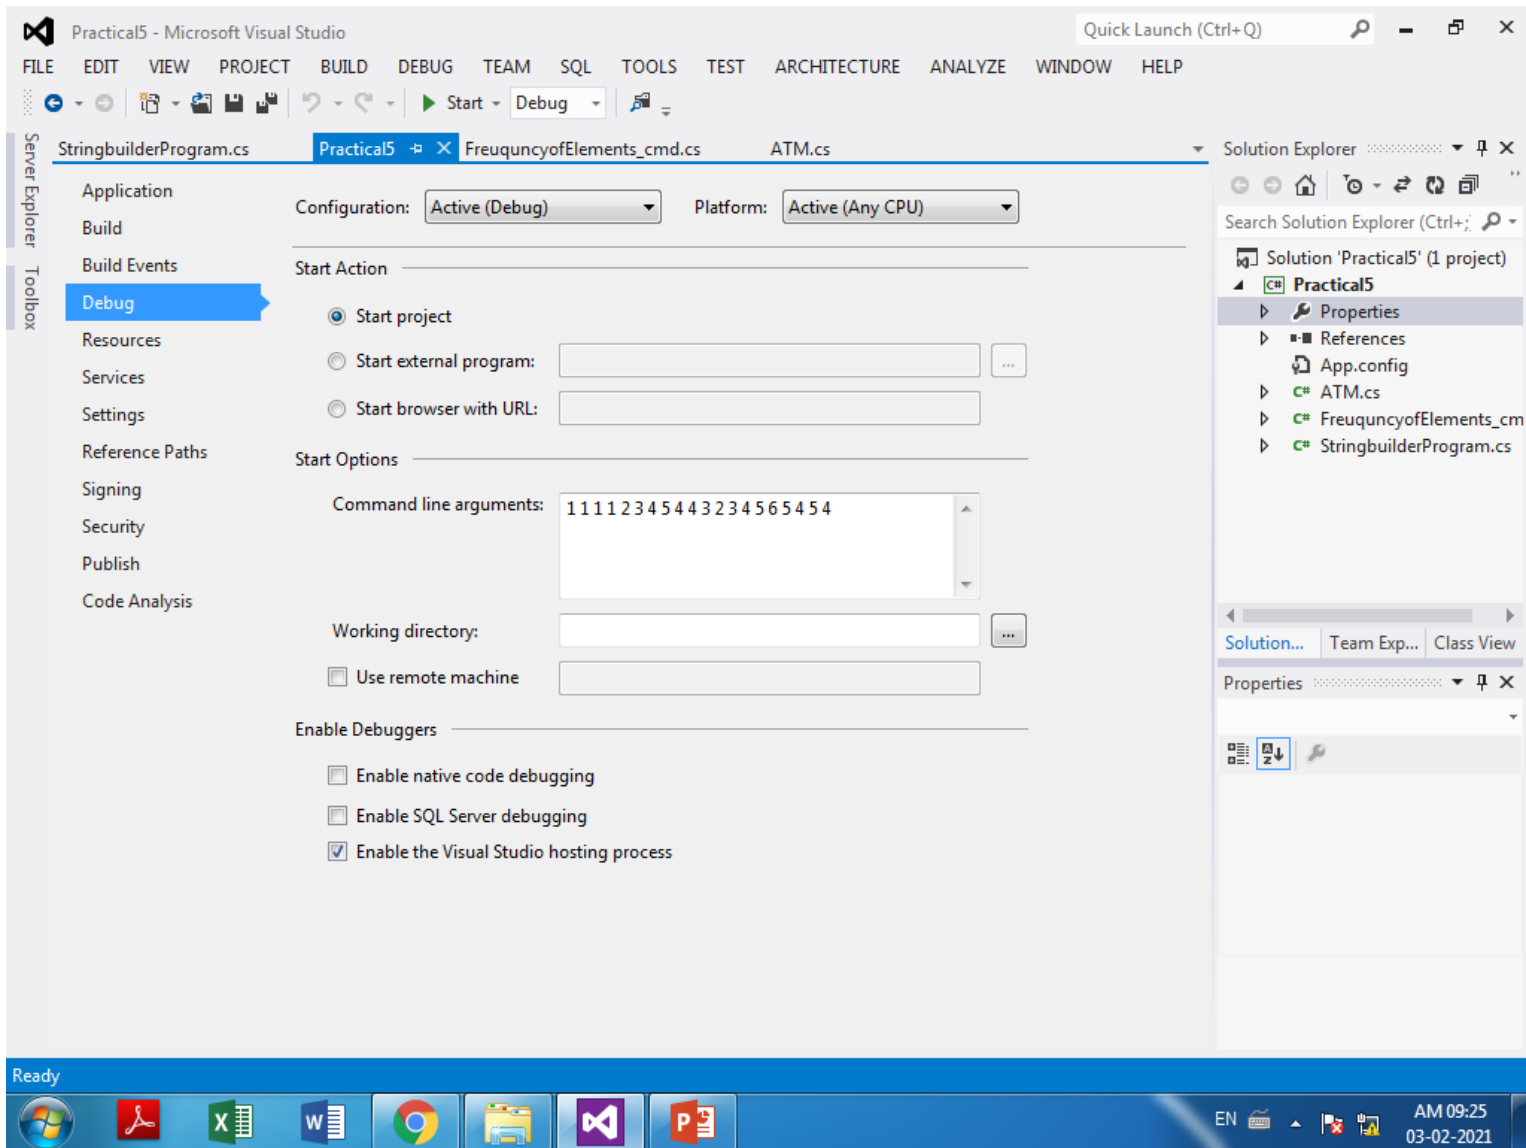 Practical5 - Microsoft Visual Studio
Quick Launch (Ctrl+Q)
FILE EDIT VIEW PROJECT BUILD DEBUG TEAM SQL TOOLS TEST ARCHITECTURE ANALYZE WINDOW HELP
Start Debug
Server Explorer
Toolbox
StringbuilderProgram.cs Practical5 FreuquncyofElements_cmd.cs ATM.cs
Application
Build
Build Events
Debug
Resources
Services
Settings
Reference Paths
Signing
Security
Publish
Code Analysis
Configuration: Active (Debug) Platform: Active (Any CPU)
Start Action
Start project
Start external program: ...
Start browser with URL:
Start Options
Command line arguments: 1 1 1 1 2 3 4 5 4 4 3 2 3 4 5 6 5 4 5 4
Working directory: ...
Use remote machine
Enable Debuggers
Enable native code debugging
Enable SQL Server debugging
Enable the Visual Studio hosting process
Solution Explorer
Search Solution Explorer (Ctrl+;
Solution 'Practical5' (1 project)
C# Practical5
Properties
References
App.config
C# ATM.cs
C# FreuquncyofElements_cm
C# StringbuilderProgram.cs
Solution... Team Exp... Class View
Properties
Ready
EN
AM 09:25
03-02-2021